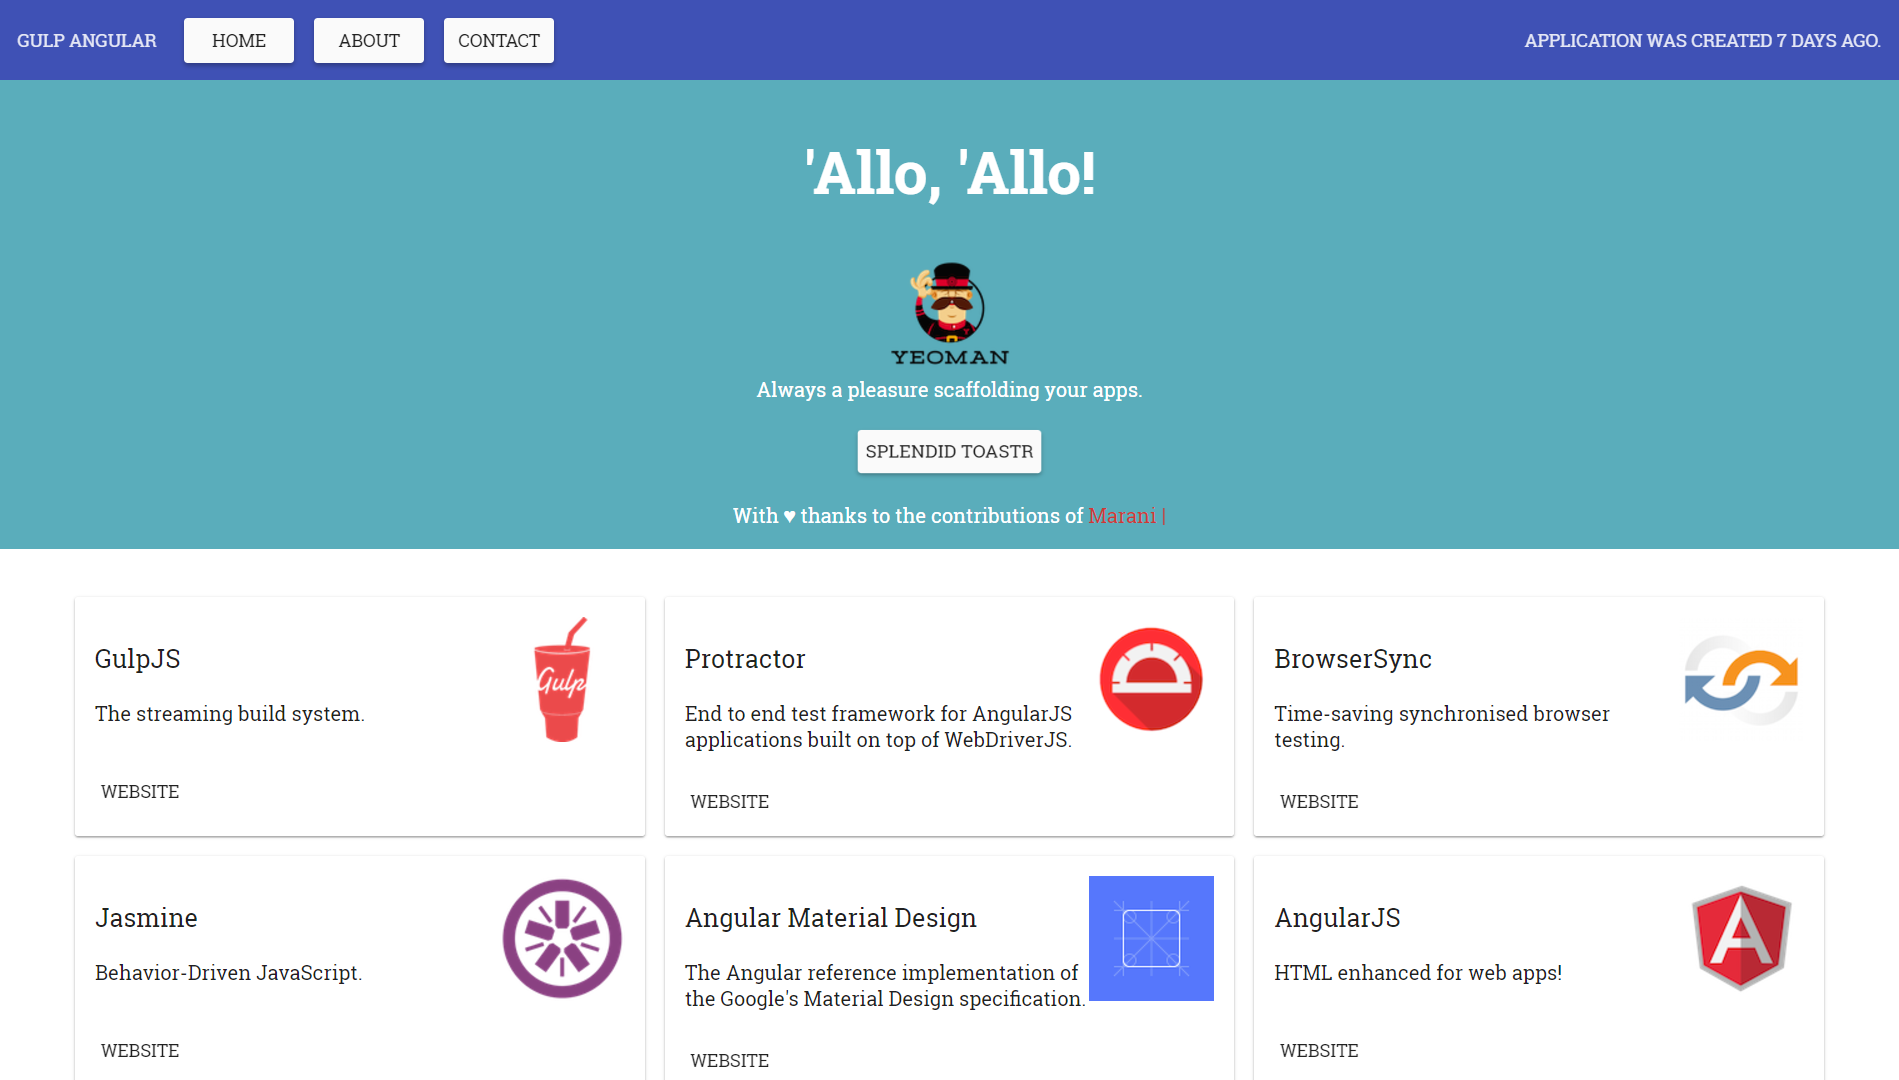 GULP ANGULAR HOME ABOUT CONTACT APPLICATION WAS CREATED 7 DAYS AGO.
'Allo, 'Allo!
YEOMAN
Always a pleasure scaffolding your apps.
SPLENDID TOASTR
With ♥ thanks to the contributions of Marani |
GulpJS
Gulp
The streaming build system.
WEBSITE
Protractor
End to end test framework for AngularJS
applications built on top of WebDriverJS.
WEBSITE
BrowserSync
Time-saving synchronised browser
testing.
WEBSITE
Jasmine
Behavior-Driven JavaScript.
WEBSITE
Angular Material Design
The Angular reference implementation of
the Google's Material Design specification.
WEBSITE
AngularJS
A
HTML enhanced for web apps!
WEBSITE